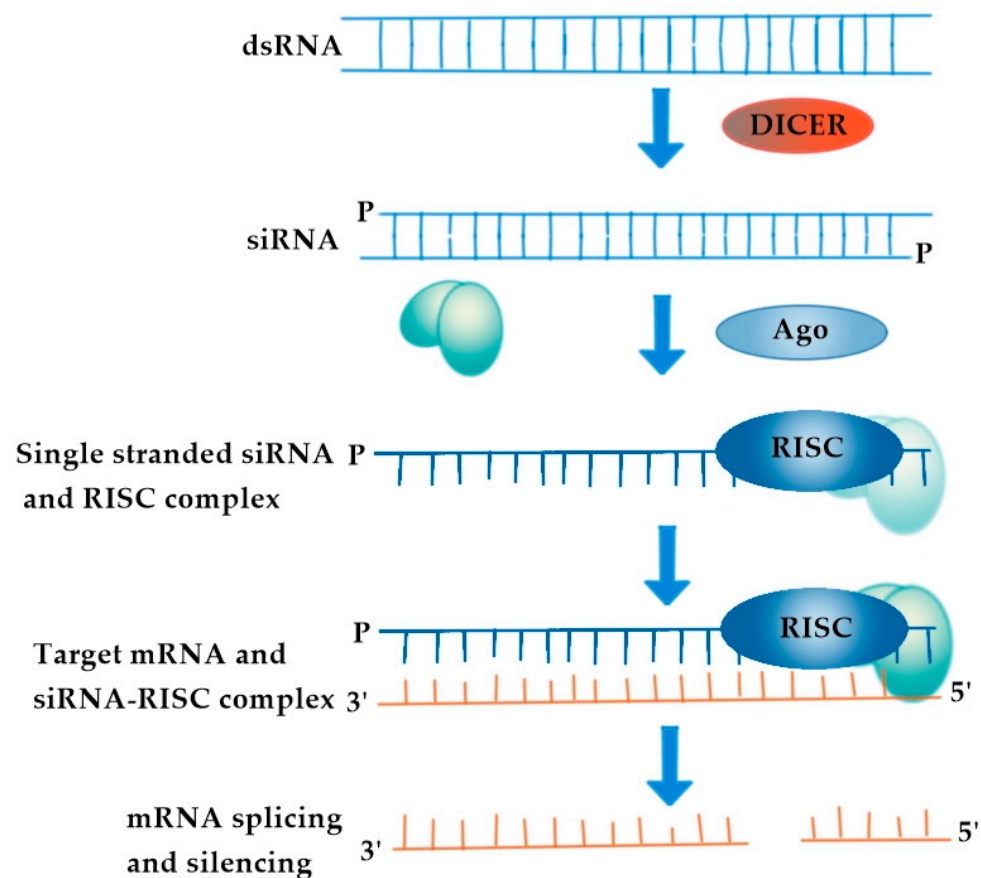 dsRNA
DICER
P
siRNA
P
Ago
Single stranded siRNA P
and RISC complex
RISC
P
RISC
Target mRNA and
siRNA-RISC complex 3'
5'
mRNA splicing
and silencing
3'
5'